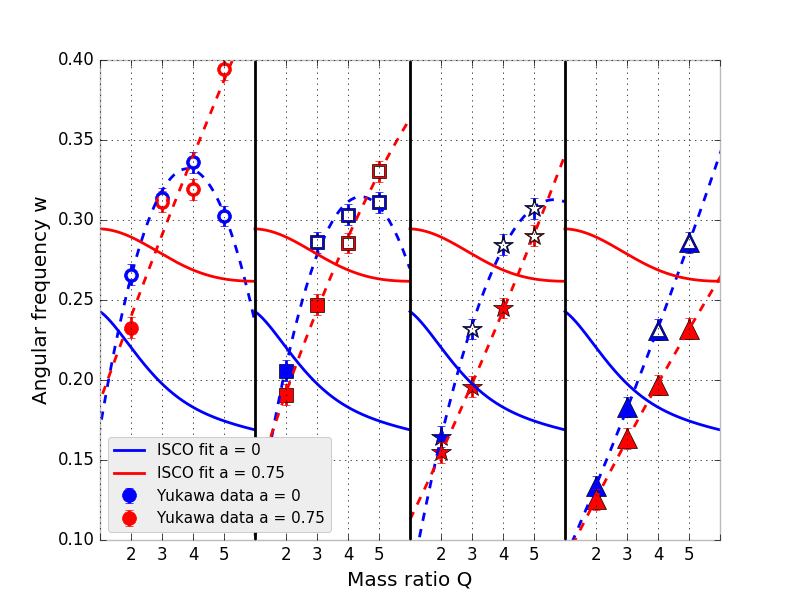 0.40
0.35
0.30
0.25
0.20
0.15
0.10
Angular frequency w
ISCO fit a = 0
ISCO fit a = 0.75
Yukawa data a = 0
Yukawa data a = 0.75
2 3 4 5 2 3 4 5 2 3 4 5 2 3 4 5
Mass ratio Q